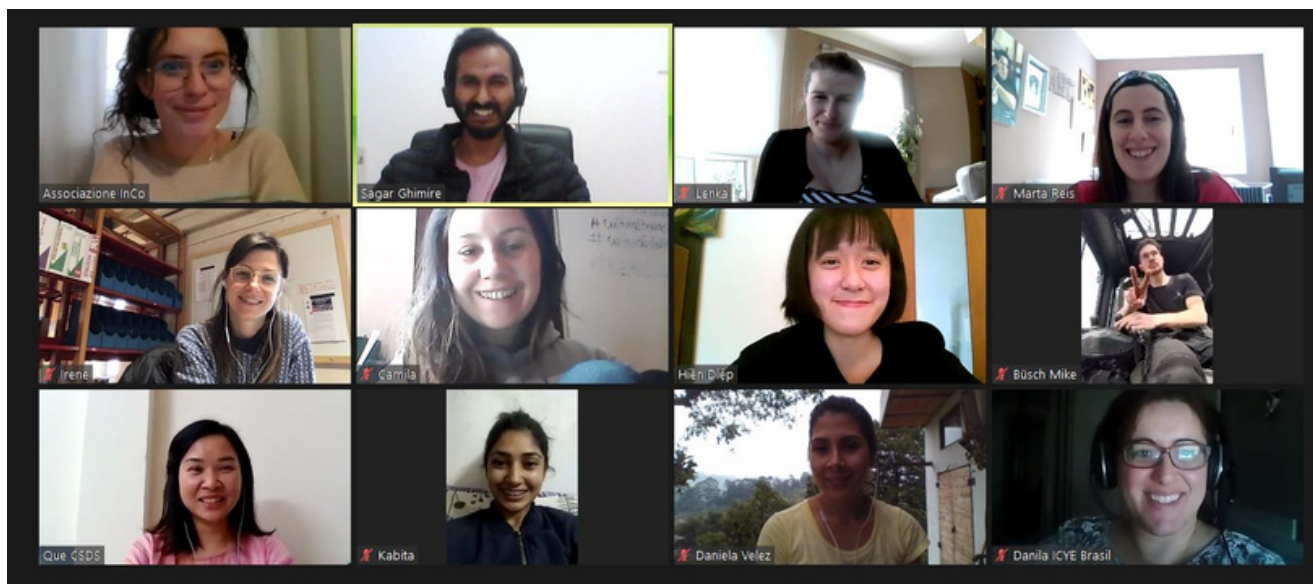 Associazione InCo
Sagar Ghimire
Lenka
Marta Reis
Irene
Camila
Hiền Diệp
Büsch Mike
Que CSDS
Kabita
Daniela Velez
Danila ICYE Brasil